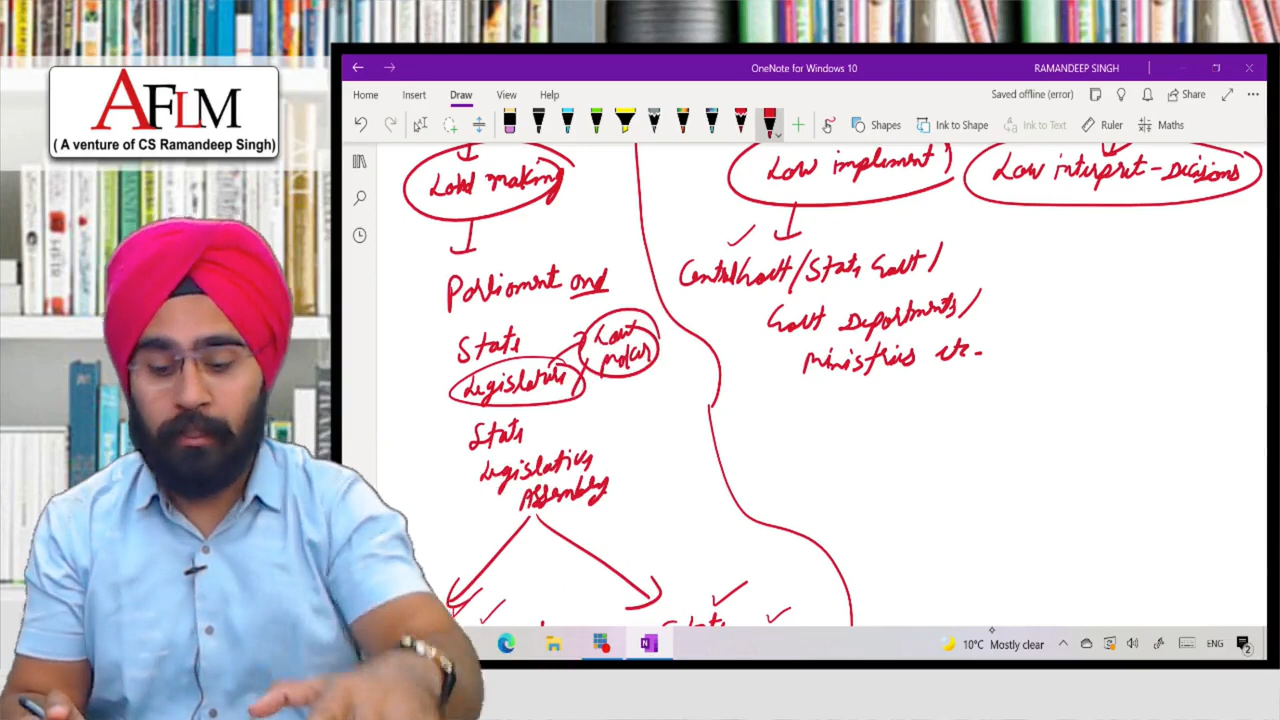 AFLM
( A venture of CS Ramandeep Singh)
OneNote for Windows 10
RAMANDEEP SINGH
Home Insert Draw View Help
Saved offline (error)
Share
Shapes
Ink to Shape
Ink to Text
Ruler
Maths
making
Law implement
Law interpret - Decisions
Parliament and
State
Legislature
Law
State
Legislative
Assembly
Central Govt / State Govt /
Govt Departments /
Ministries etc -
State
10°C Mostly clear
ENG
2